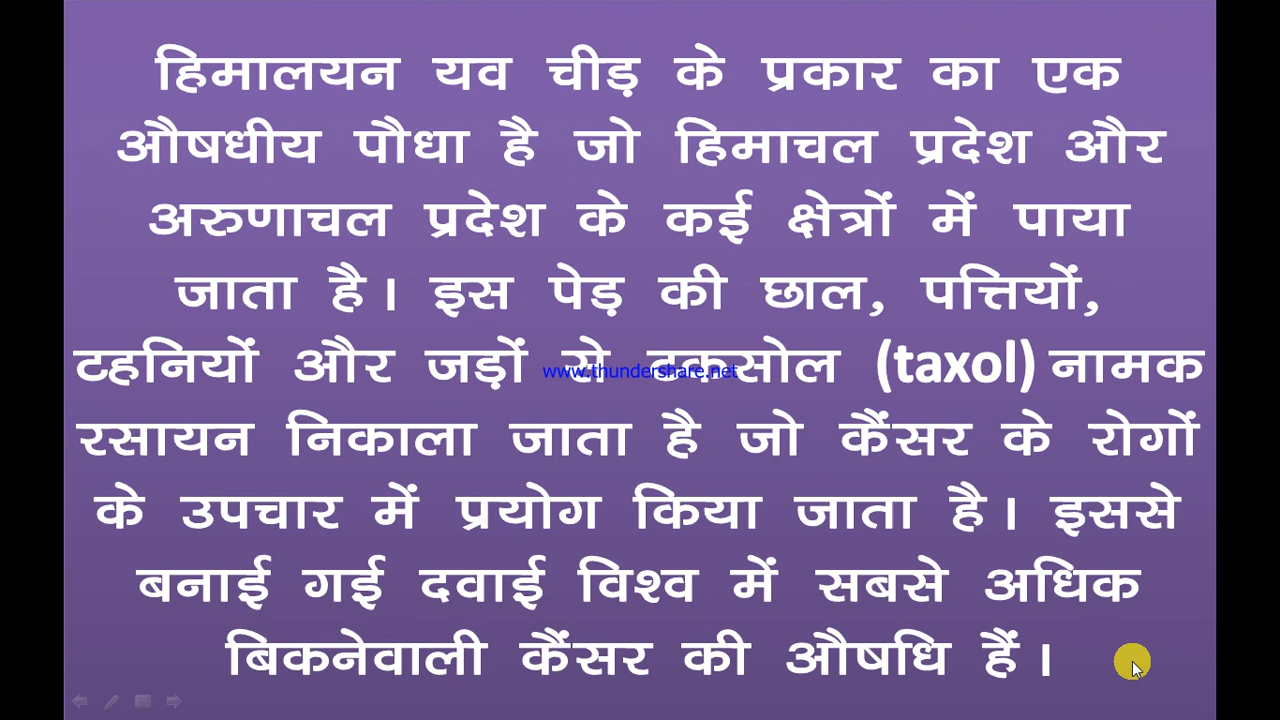 हिमालयन यव चीड़ के प्रकार का एक
औषधीय पौधा है जो हिमाचल प्रदेश और
अरुणाचल प्रदेश के कई क्षेत्रों में पाया
जाता है। इस पेड़ की छाल, पत्तियों,
टहनियों और जड़ों से टकसोल (taxol) नामक
www.thundershare.net
रसायन निकाला जाता है जो कैंसर के रोगों
के उपचार में प्रयोग किया जाता है। इससे
बनाई गई दवाई विश्व में सबसे अधिक
बिकनेवाली कैंसर की औषधि हैं।